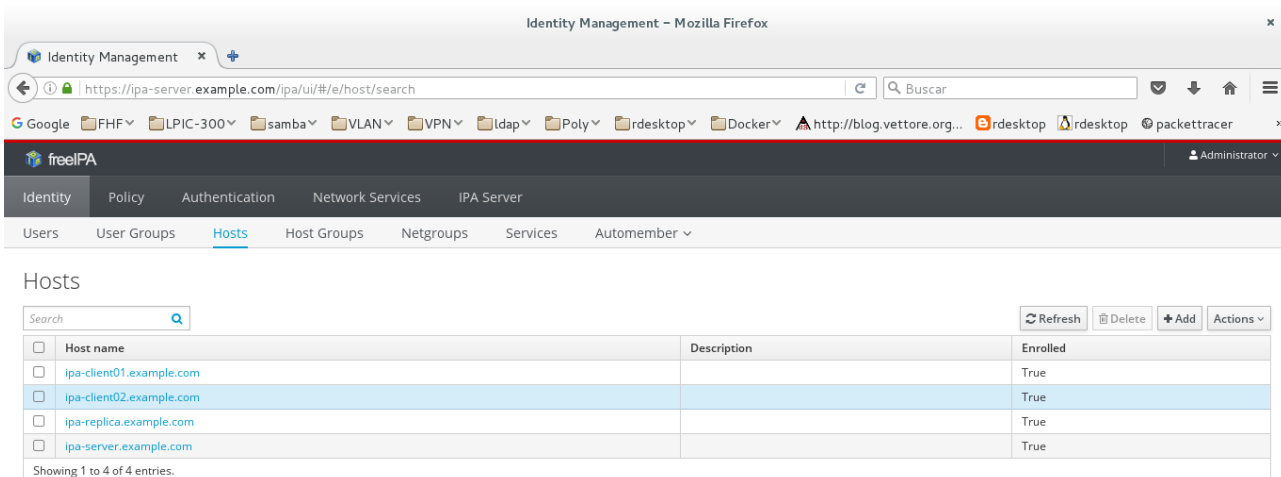 Identity Management - Mozilla Firefox
Identity Management
https://ipa-server.example.com/ipa/ui/#/e/host/search
Buscar
Google FHF LPIC-300 samba VLAN VPN ldap Poly rdesktop Docker http://blog.vettore.org... rdesktop rdesktop packettracer
freeIPA Administrator
Identity Policy Authentication Network Services IPA Server
Users User Groups Hosts Host Groups Netgroups Services Automember
Hosts
Search Refresh Delete Add Actions
Host name Description Enrolled
ipa-client01.example.com True
ipa-client02.example.com True
ipa-replica.example.com True
ipa-server.example.com True
Showing 1 to 4 of 4 entries.